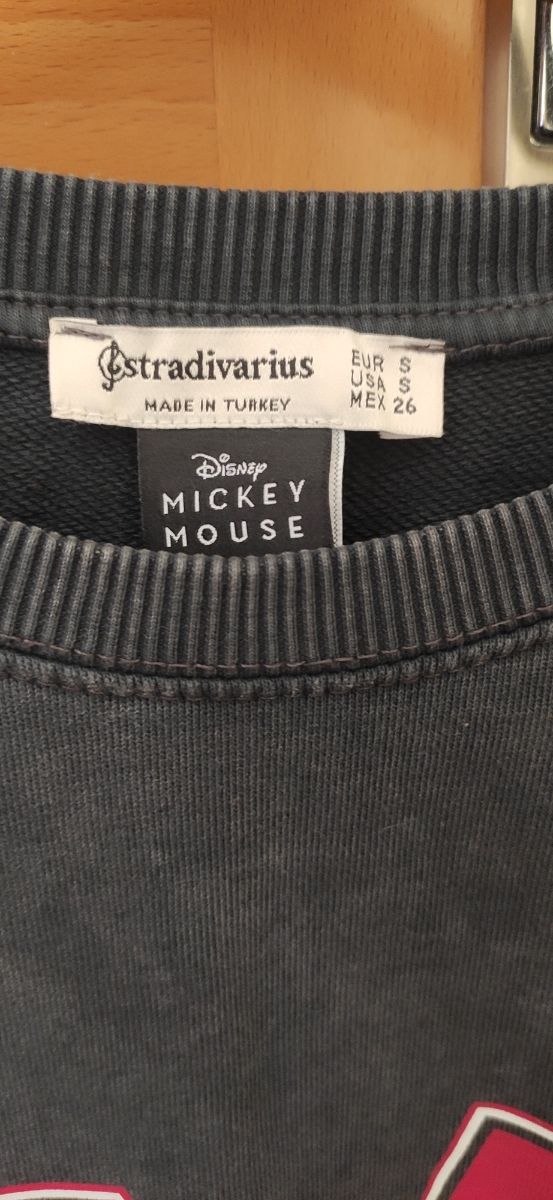 Stradivarius
MADE IN TURKEY
EUR S
USA S
MEX 26
Disney
MICKEY
MOUSE